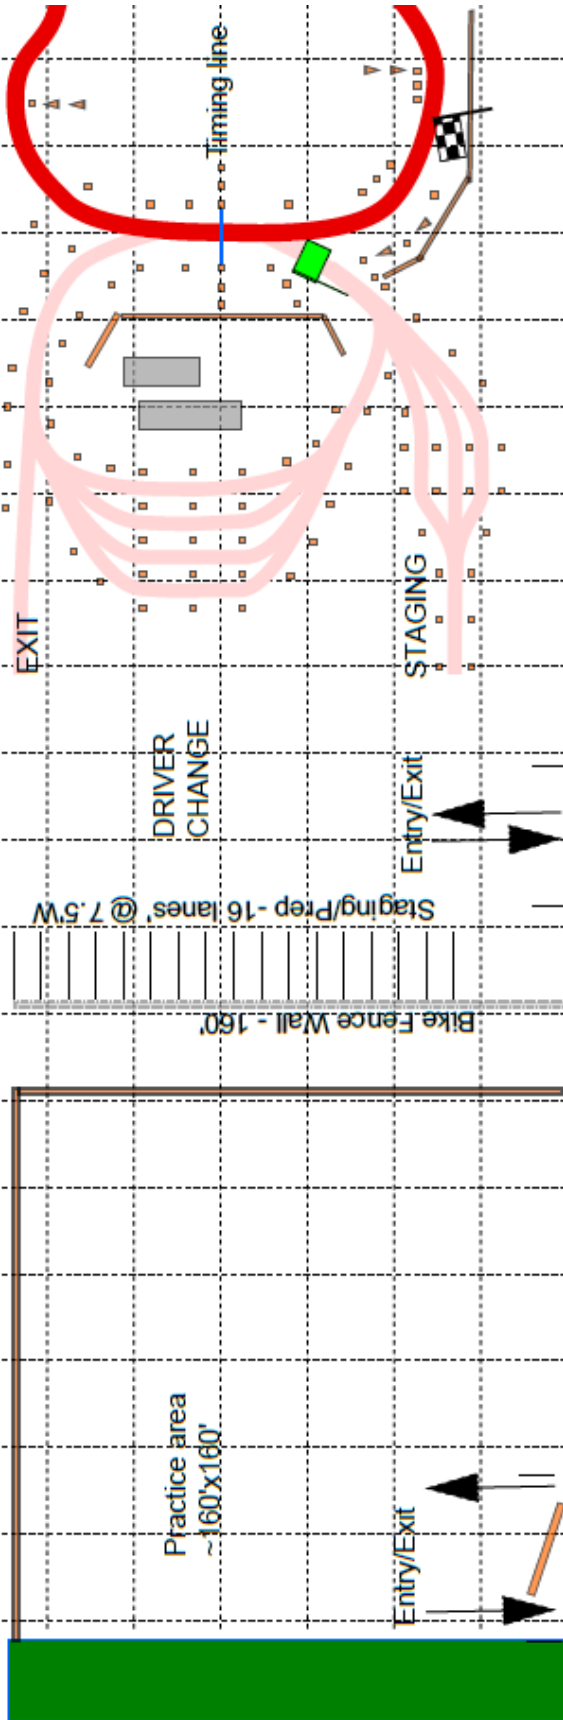 Timing line
EXIT
STAGING
DRIVER
CHANGE
Entry/Exit
Staging/Prep - 16 lanes' @ 7.5'W
Bike Fence Wall - 160'
Practice area
~160'x160'
Entry/Exit